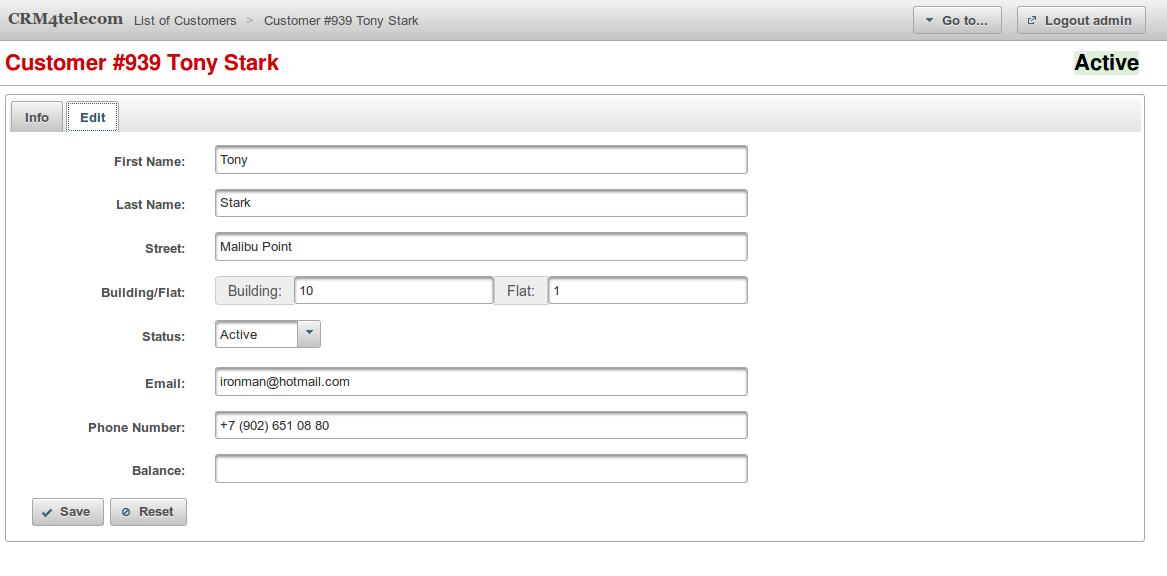 CRM4telecom List of Customers > Customer #939 Tony Stark Go to... Logout admin
Customer #939 Tony Stark Active
Info Edit
First Name: Tony
Last Name: Stark
Street: Malibu Point
Building/Flat: Building: 10 Flat: 1
Status: Active
Email: ironman@hotmail.com
Phone Number: +7 (902) 651 08 80
Balance:
Save Reset